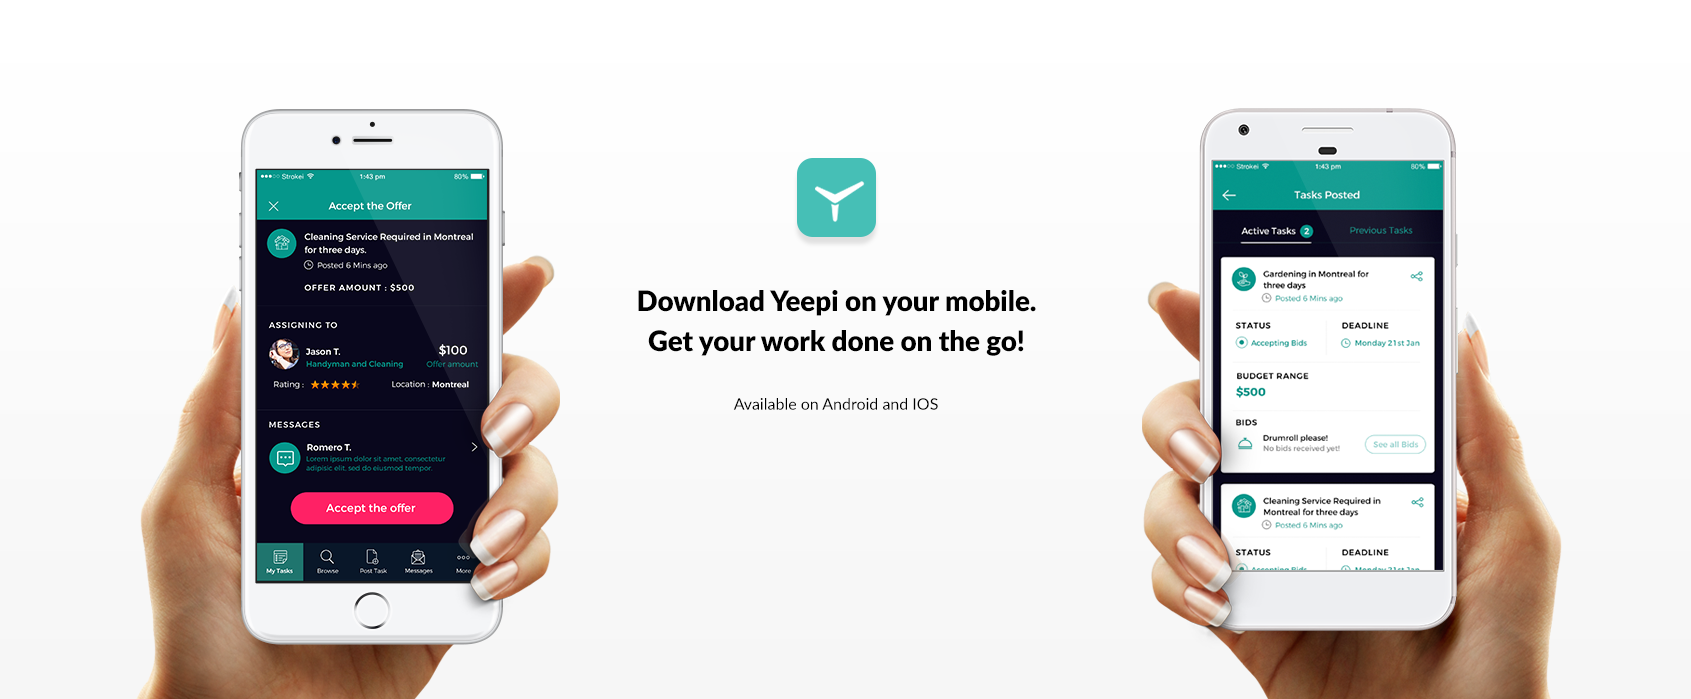 Strokei
1:43 pm
80%
Accept the Offer
Cleaning Service Required in Montreal
for three days.
Posted 6 Mins ago
OFFER AMOUNT : $500
ASSIGNING TO
Jason T.
$100
Handyman and Cleaning
Offer amount
Rating :
Location : Montreal
MESSAGES
Romero T.
Lorem ipsum dolor sit amet, consectetur
adipisic elit, sed do eiusmod tempor
Accept the offer
My Tasks
Browse
Post Task
Messages
More
Download Yeepi on your mobile.
Get your work done on the go!
Available on Android and IOS
Strokei
1:43 pm
80%
Tasks Posted
Active Tasks 2
Previous Tasks
Gardening in Montreal for
three days
Posted 6 Mins ago
STATUS
DEADLINE
Accepting Bids
Monday 21st Jan
BUDGET RANGE
$500
BIDS
Drumroll please!
No bids received yet!
See all Bids
Cleaning Service Required in
Montreal for three days
Posted 6 Mins ago
STATUS
DEADLINE
Accepting Bids
Monday 21st Jan